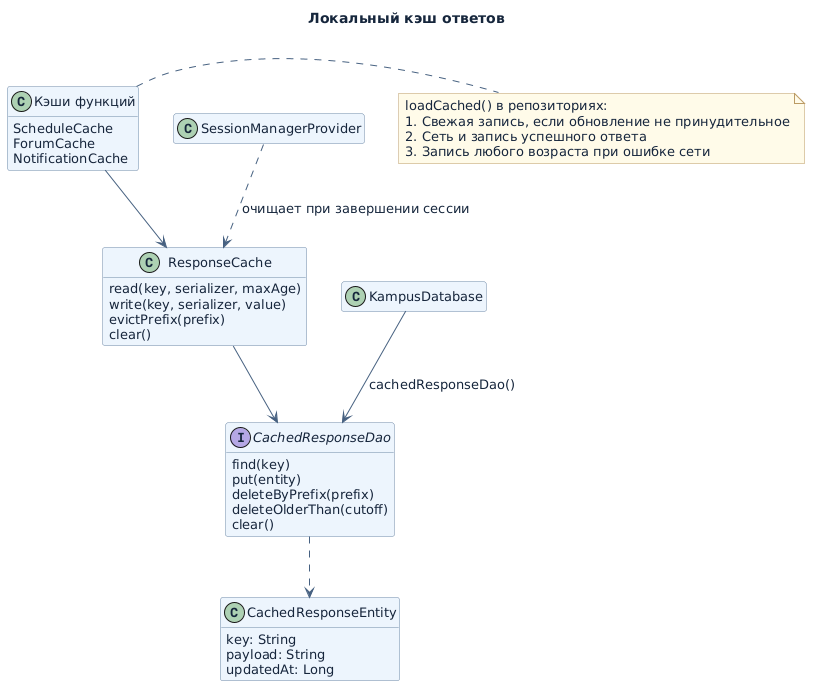 Локальный кэш ответов
C Кэши функций
ScheduleCache
ForumCache
NotificationCache
C SessionManagerProvider
loadCached() в репозиториях:
1. Свежая запись, если обновление не принудительное
2. Сеть и запись успешного ответа
3. Запись любого возраста при ошибке сети
очищает при завершении сессии
C ResponseCache
read(key, serializer, maxAge)
write(key, serializer, value)
evictPrefix(prefix)
clear()
C KampusDatabase
cachedResponseDao()
I CachedResponseDao
find(key)
put(entity)
deleteByPrefix(prefix)
deleteOlderThan(cutoff)
clear()
C CachedResponseEntity
key: String
payload: String
updatedAt: Long